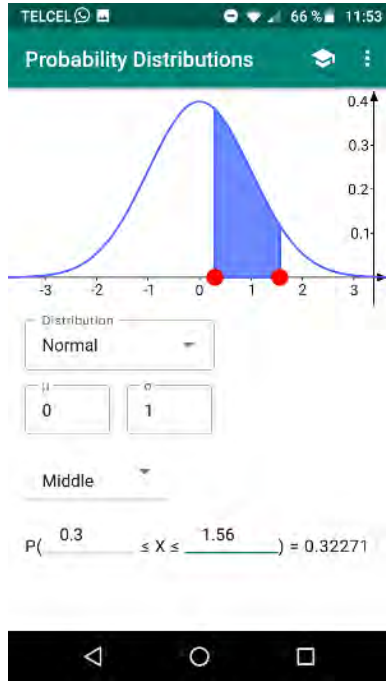 TELCEL 66 % 11:53
Probability Distributions
0.4
0.3
0.2
0.1
-3 -2 -1 0 1 2 3
Distribution
Normal
μ σ
0 1
Middle
P( 0.3 ≤ X ≤ 1.56 ) = 0.32271